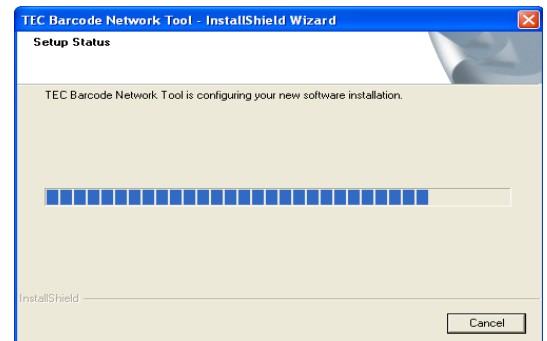 TEC Barcode Network Tool - InstallShield Wizard
Setup Status
TEC Barcode Network Tool is configuring your new software installation.
InstallShield
Cancel